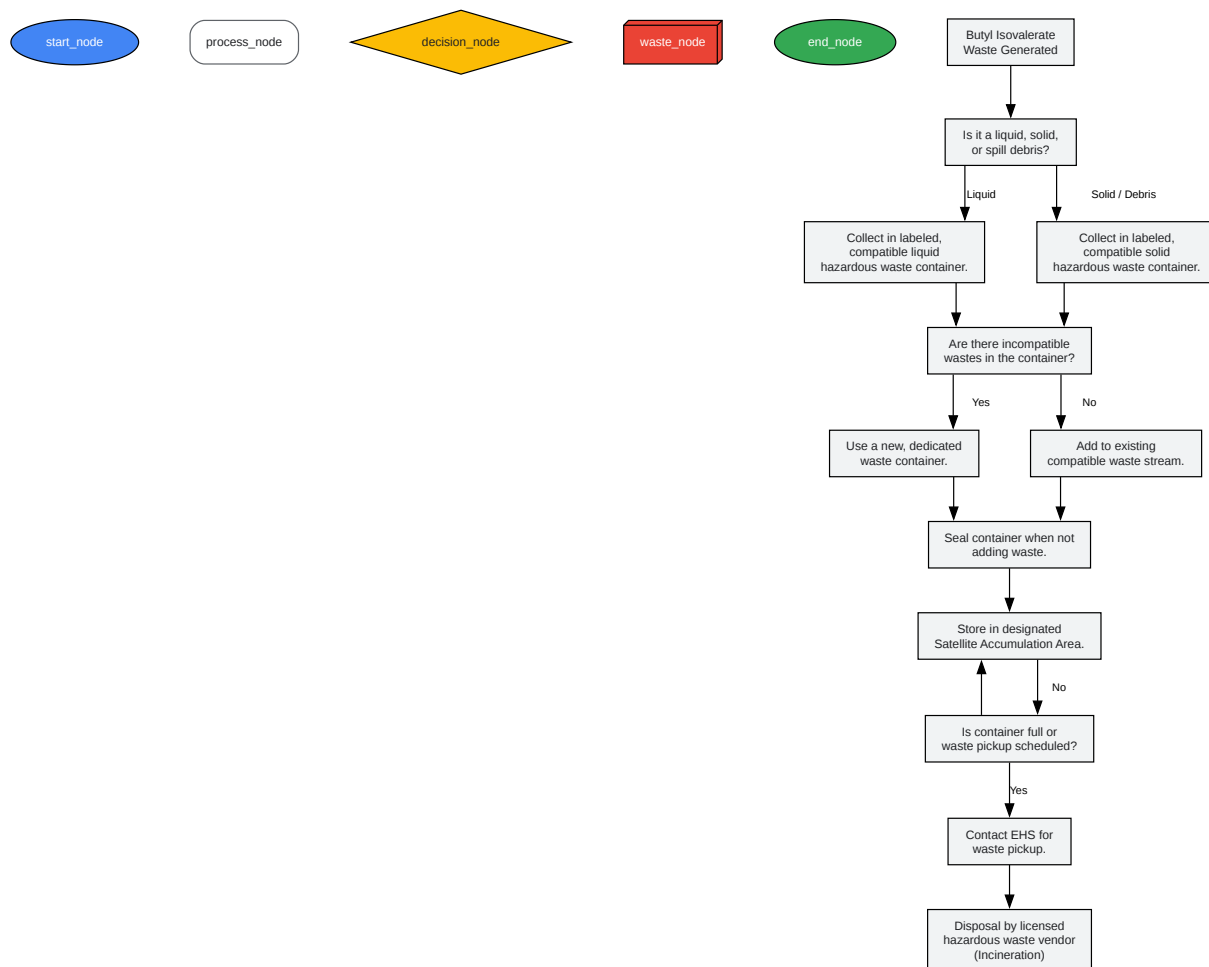 start_node
process_node
decision_node
waste_node
end_node
Butyl Isovalerate
Waste Generated
Is it a liquid, solid,
or spill debris?
Liquid
Solid / Debris
Collect in labeled,
compatible liquid
hazardous waste container.
Collect in labeled,
compatible solid
hazardous waste container.
Are there incompatible
wastes in the container?
Yes
No
Use a new, dedicated
waste container.
Add to existing
compatible waste stream.
Seal container when not
adding waste.
Store in designated
Satellite Accumulation Area.
No
Is container full or
waste pickup scheduled?
Yes
Contact EHS for
waste pickup.
Disposal by licensed
hazardous waste vendor
(Incineration)